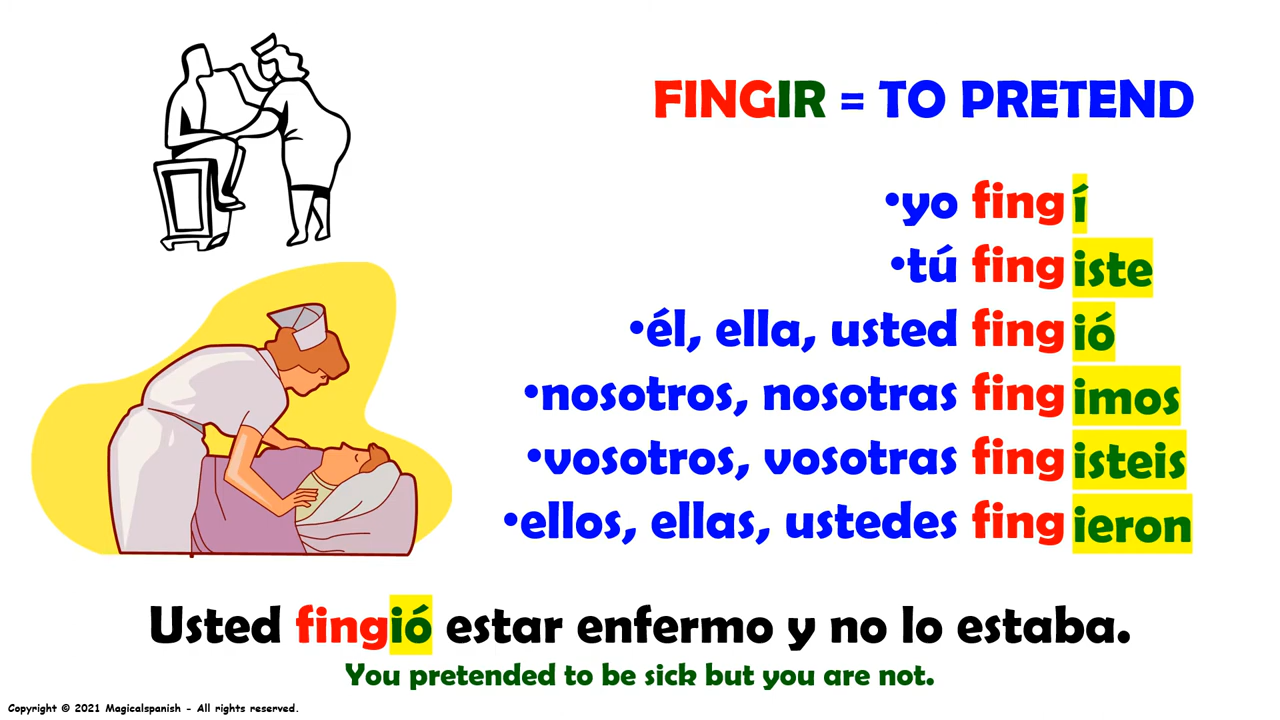 FINGIR = TO PRETEND
•yo fingí
•tú fingiste
•él, ella, usted fingió
•nosotros, nosotras fingimos
•vosotros, vosotras fingisteis
•ellos, ellas, ustedes fingieron
Usted fingió estar enfermo y no lo estaba.
You pretended to be sick but you are not.
Copyright © 2021 Magicalspanish - All rights reserved.